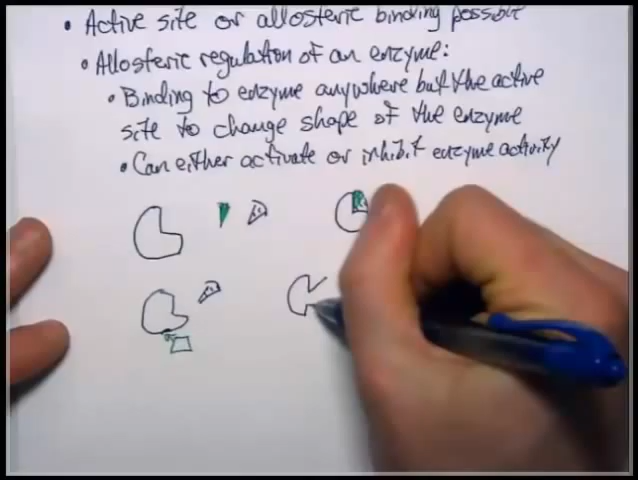 • Active site or allosteric binding possible
• Allosteric regulation of an enzyme:
• Binding to enzyme anywhere but the active
site to change shape of the enzyme
• Can either activate or inhibit enzyme activity